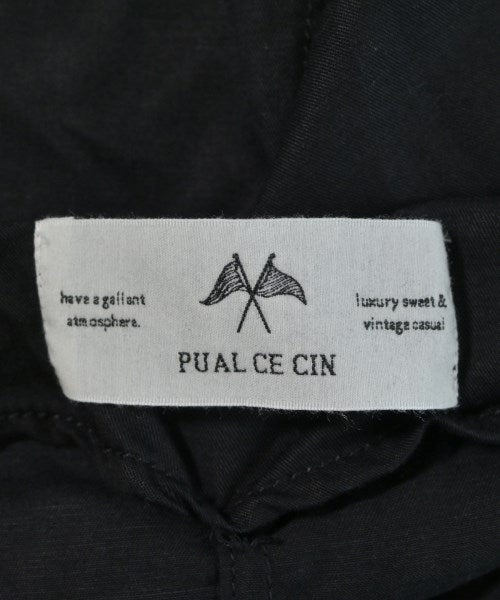 have a gallant
atmosphere.
luxury sweet &
vintage casual
PUAL CE CIN